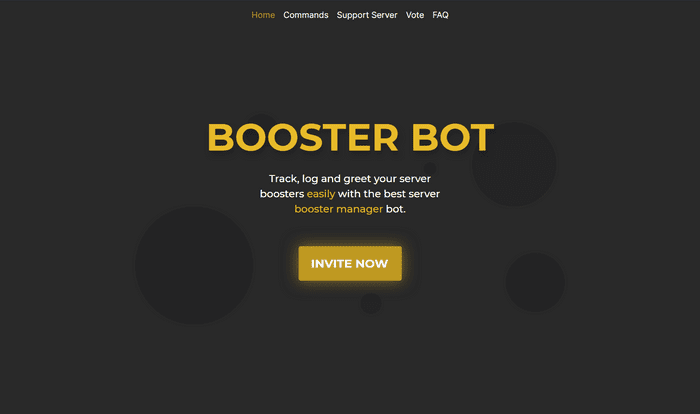 Home Commands Support Server Vote FAQ
BOOSTER BOT
Track, log and greet your server
boosters easily with the best server
booster manager bot.
INVITE NOW